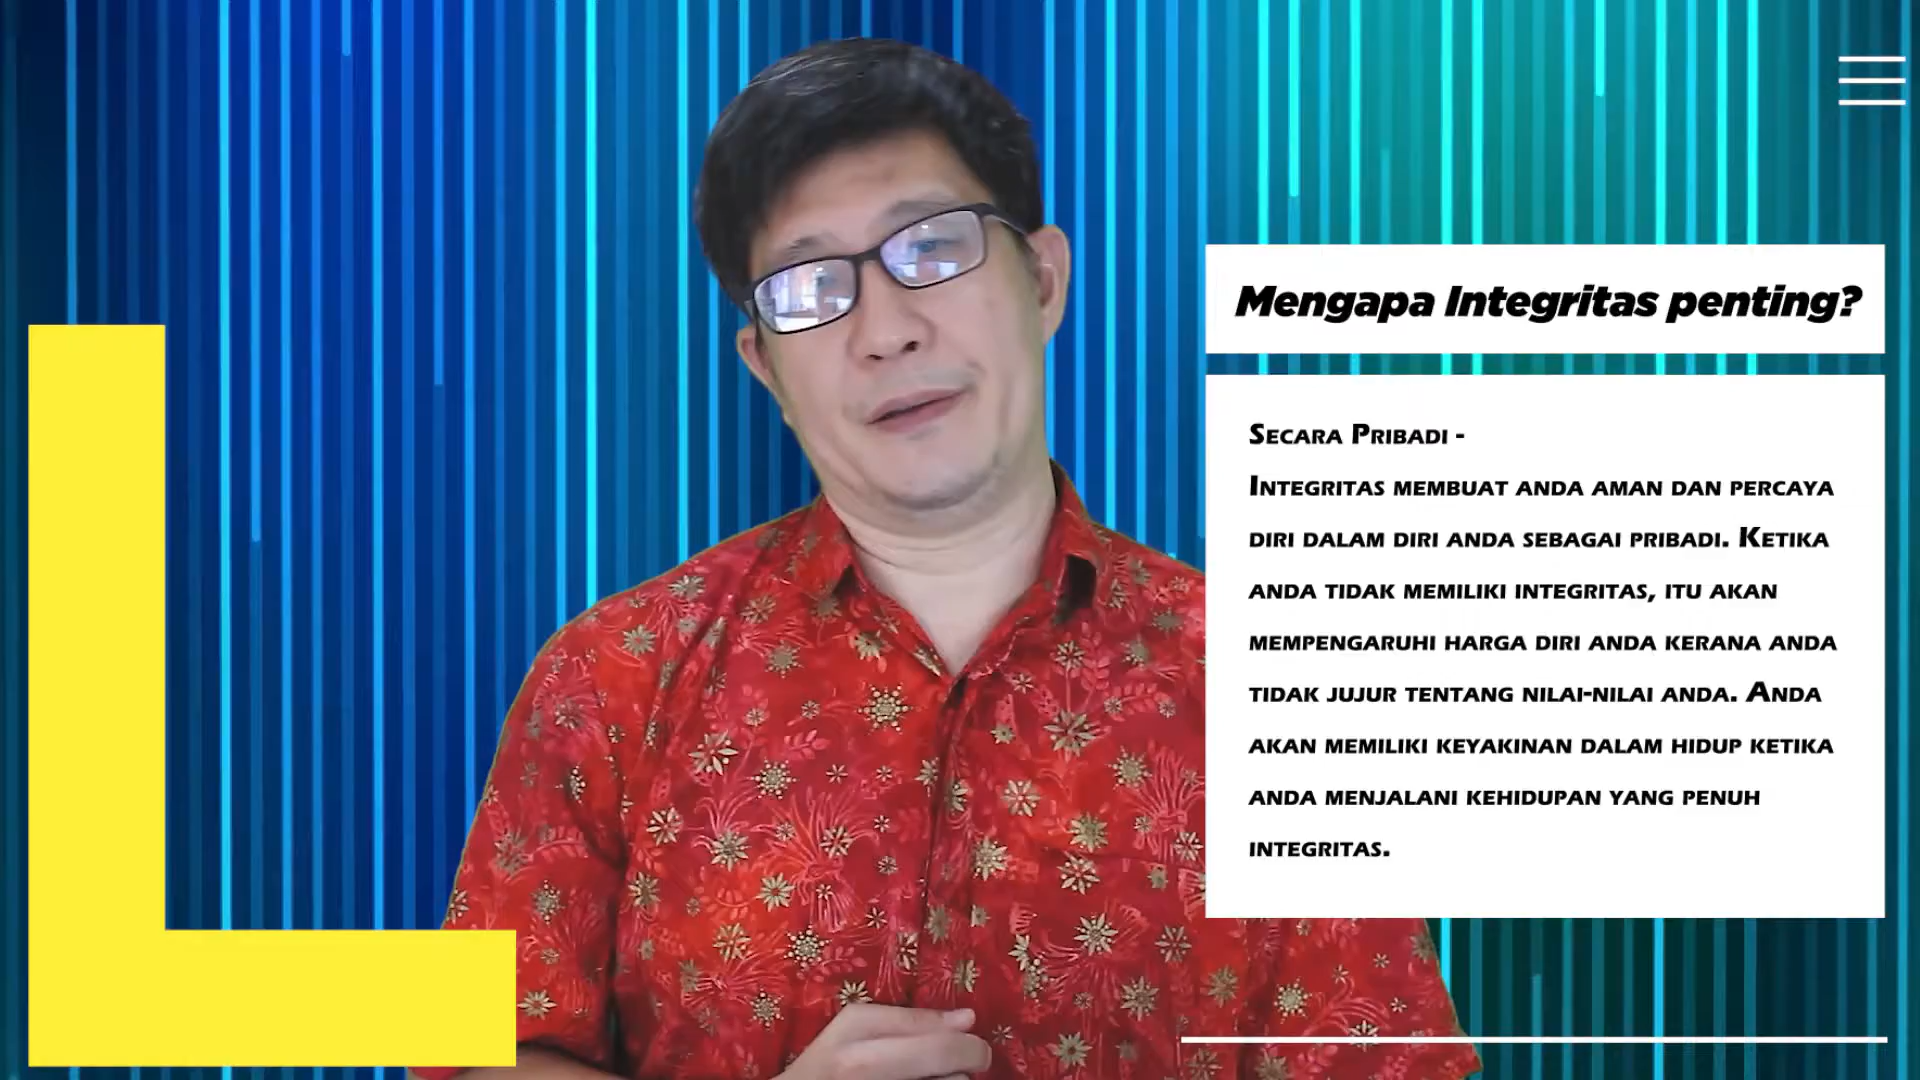 Mengapa Integritas penting?
Secara Pribadi -
Integritas membuat anda aman dan percaya
diri dalam diri anda sebagai pribadi. Ketika
anda tidak memiliki integritas, itu akan
mempengaruhi harga diri anda kerana anda
tidak jujur tentang nilai-nilai anda. Anda
akan memiliki keyakinan dalam hidup ketika
anda menjalani kehidupan yang penuh
integritas.